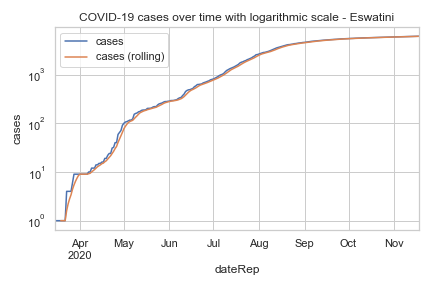 COVID-19 cases over time with logarithmic scale - Eswatini
cases
cases (rolling)
10³
10²
10¹
10⁰
cases
Apr
2020
May
Jun
Jul
Aug
Sep
Oct
Nov
dateRep